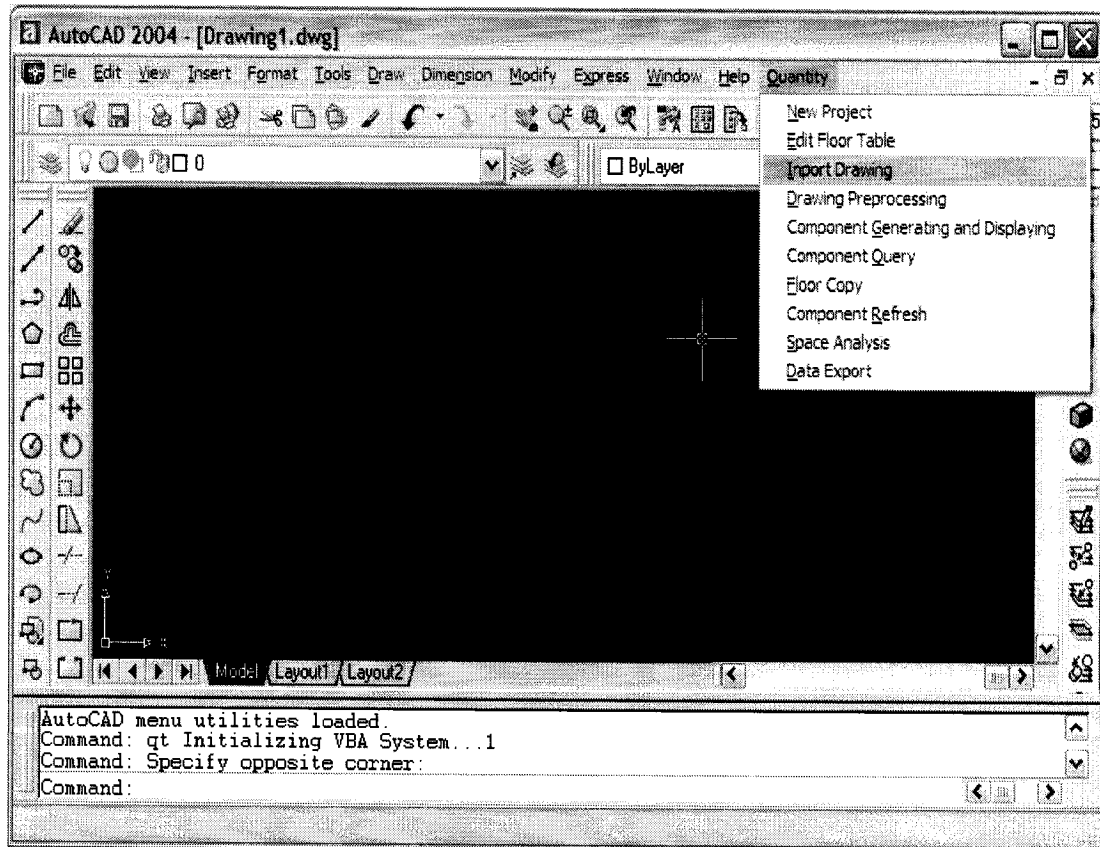 AutoCAD 2004 - [Drawing1.dwg]
File Edit View Insert Format Tools Draw Dimension Modify Express Window Help Quantity
0 ByLayer
New Project
Edit Floor Table
Inport Drawing
Drawing Preprocessing
Component Generating and Displaying
Component Query
Floor Copy
Component Refresh
Space Analysis
Data Export
Y
X
Model Layout1 Layout2
AutoCAD menu utilities loaded.
Command: qt Initializing VBA System...1
Command: Specify opposite corner:
Command: